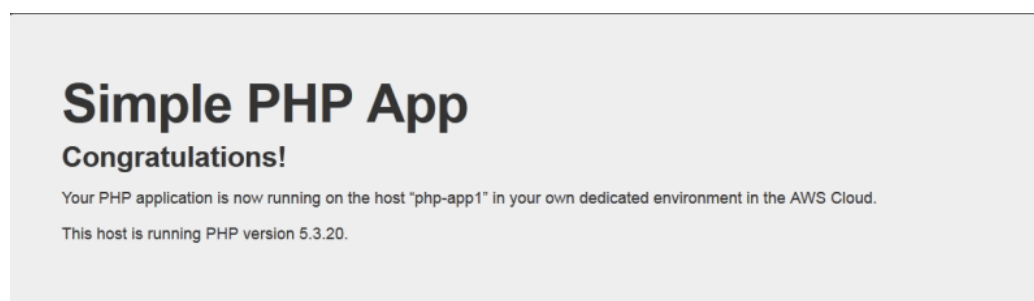 Simple PHP App
Congratulations!
Your PHP application is now running on the host “php-app1” in your own dedicated environment in the AWS Cloud.
This host is running PHP version 5.3.20.